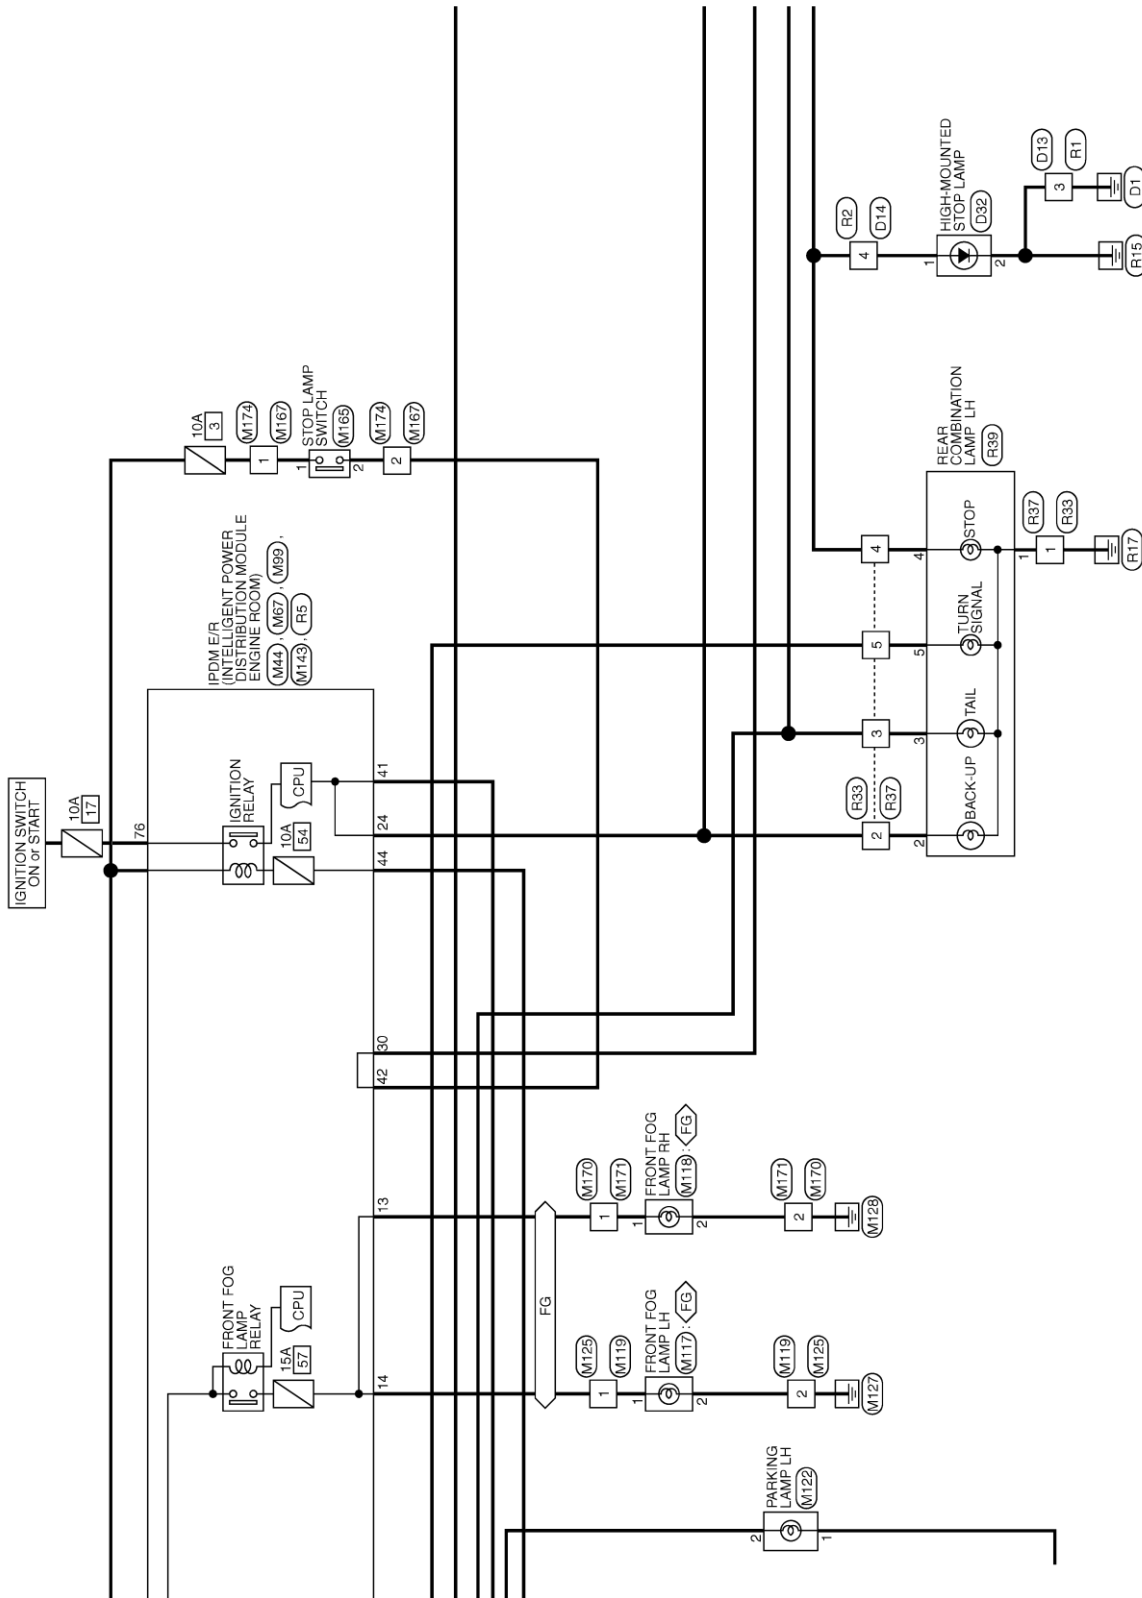 IGNITION SWITCH
ON or START
10A
17
76
IPDM E/R
(INTELLIGENT POWER
DISTRIBUTION MODULE
ENGINE ROOM)
M44 , M67 , M99 ,
M143 , R5
FRONT FOG
LAMP
RELAY
CPU
15A
57
IGNITION
RELAY
CPU
10A
54
14
13
42
30
44
24
41
10A
3
M174
1
M167
1
STOP LAMP
SWITCH
M165
2
M174
2
M167
FG
M125
1
M119
1
FRONT FOG
LAMP LH
M117 : FG
2
M119
2
M125
M127
M170
1
M171
1
FRONT FOG
LAMP RH
M118 : FG
2
M171
2
M170
M128
PARKING
LAMP LH
M122
2
1
R33
2
3
5
4
R37
2
3
5
4
REAR
COMBINATION
LAMP LH
R39
BACK-UP
TAIL
TURN
SIGNAL
STOP
1
R37
1
R33
R17
R2
4
D14
1
HIGH-MOUNTED
STOP LAMP
D32
2
D13
3
R1
R15
D1